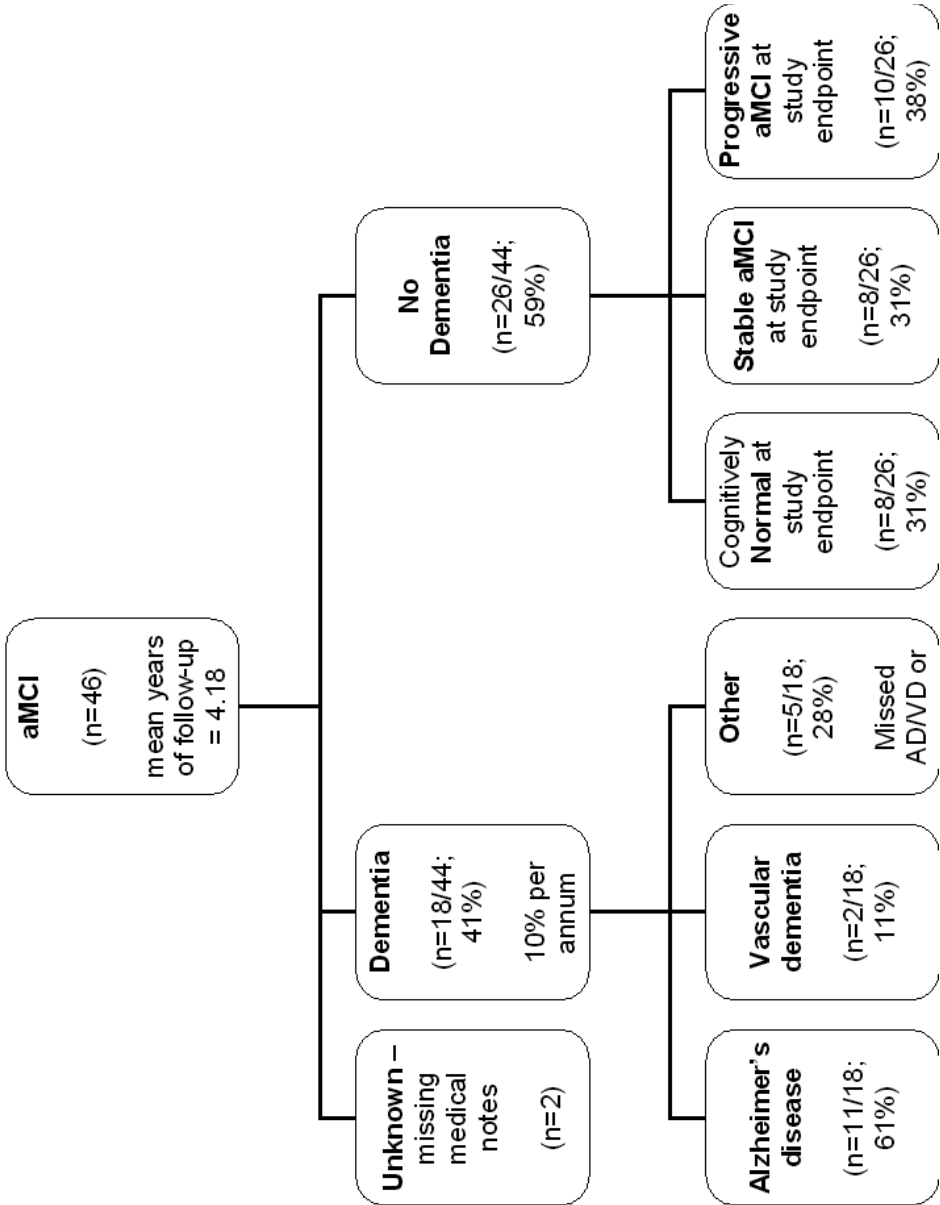 aMCI
(n=46)
mean years
of follow-up
= 4.18
Unknown –
missing
medical
notes
(n=2)
Dementia
(n=18/44;
41%)
10% per
annum
No
Dementia
(n=26/44;
59%)
Alzheimer's
disease
(n=11/18;
61%)
Vascular
dementia
(n=2/18;
11%)
Other
(n=5/18;
28%)
Missed
AD/VD or
Cognitively
Normal at
study
endpoint
(n=8/26;
31%)
Stable aMCI
at study
endpoint
(n=8/26;
31%)
Progressive
aMCI at
study
endpoint
(n=10/26;
38%)